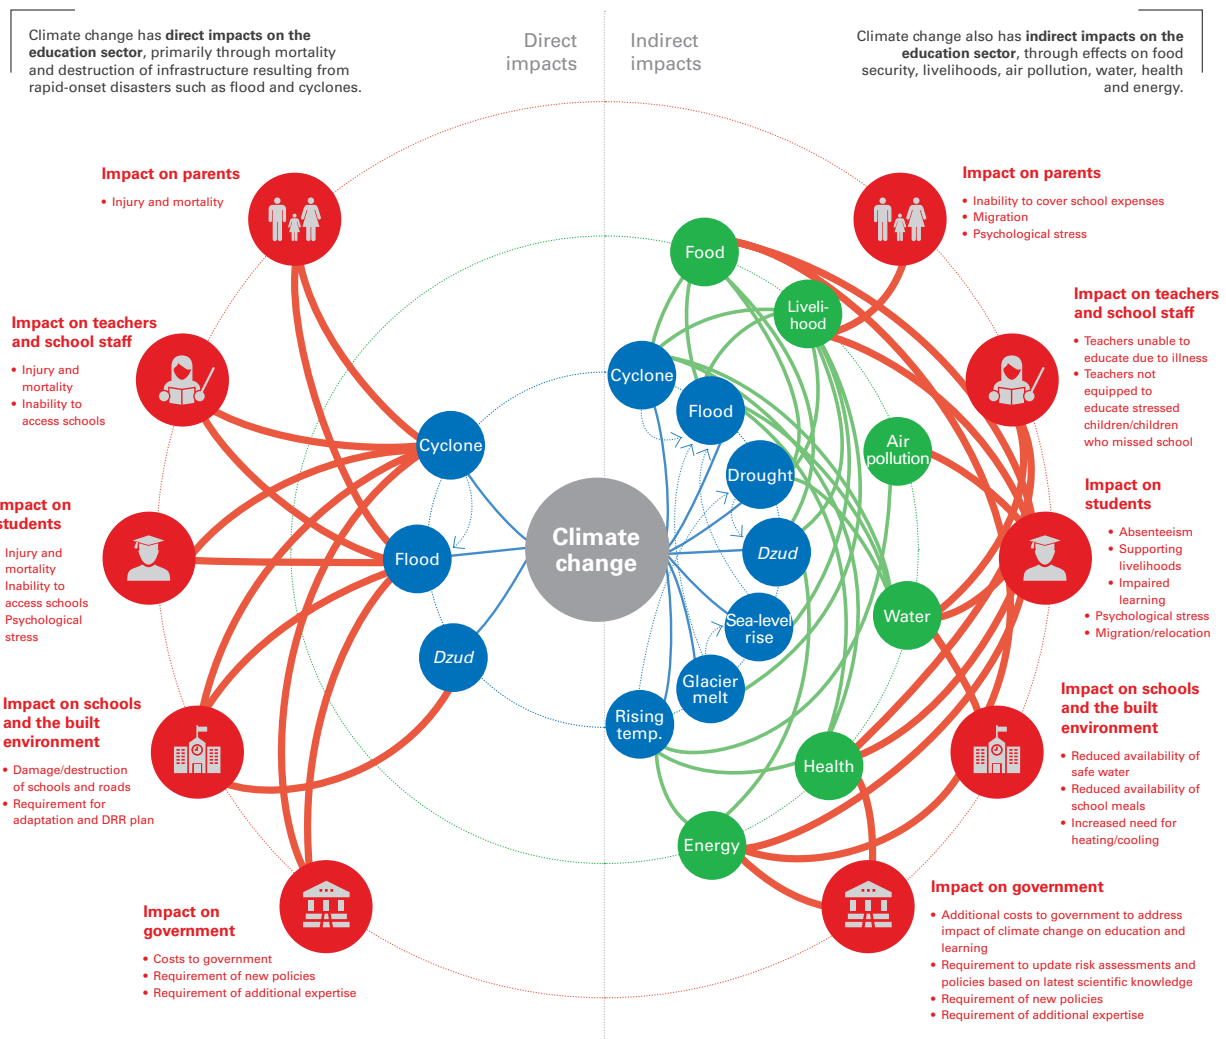 Climate change has direct impacts on the
education sector, primarily through mortality
and destruction of infrastructure resulting from
rapid-onset disasters such as flood and cyclones.
Direct
impacts
Indirect
impacts
Climate change also has indirect impacts on the
education sector, through effects on food
security, livelihoods, air pollution, water, health
and energy.
Impact on parents
• Injury and mortality
Impact on teachers
and school staff
• Injury and
mortality
• Inability to
access schools
mpact on
students
Injury and
mortality
Inability to
access schools
Psychological
stress
Impact on schools
and the built
environment
• Damage/destruction
of schools and roads
• Requirement for
adaptation and DRR plan
Impact on
government
• Costs to government
• Requirement of new policies
• Requirement of additional expertise
Cyclone
Flood
Dzud
Climate
change
Food
Liveli-
hood
Cyclone
Flood
Air
pollution
Drought
Dzud
Water
Sea-level
rise
Glacier
melt
Rising
temp.
Health
Energy
Impact on parents
• Inability to cover school expenses
• Migration
• Psychological stress
Impact on teachers
and school staff
• Teachers unable to
educate due to illness
• Teachers not
equipped to
educate stressed
children/children
who missed school
Impact on
students
• Absenteeism
• Supporting
livelihoods
• Impaired
learning
• Psychological stress
• Migration/relocation
Impact on schools
and the built
environment
• Reduced availability of
safe water
• Reduced availability of
school meals
• Increased need for
heating/cooling
Impact on government
• Additional costs to government to address
impact of climate change on education and
learning
• Requirement to update risk assessments and
policies based on latest scientific knowledge
• Requirement of new policies
• Requirement of additional expertise